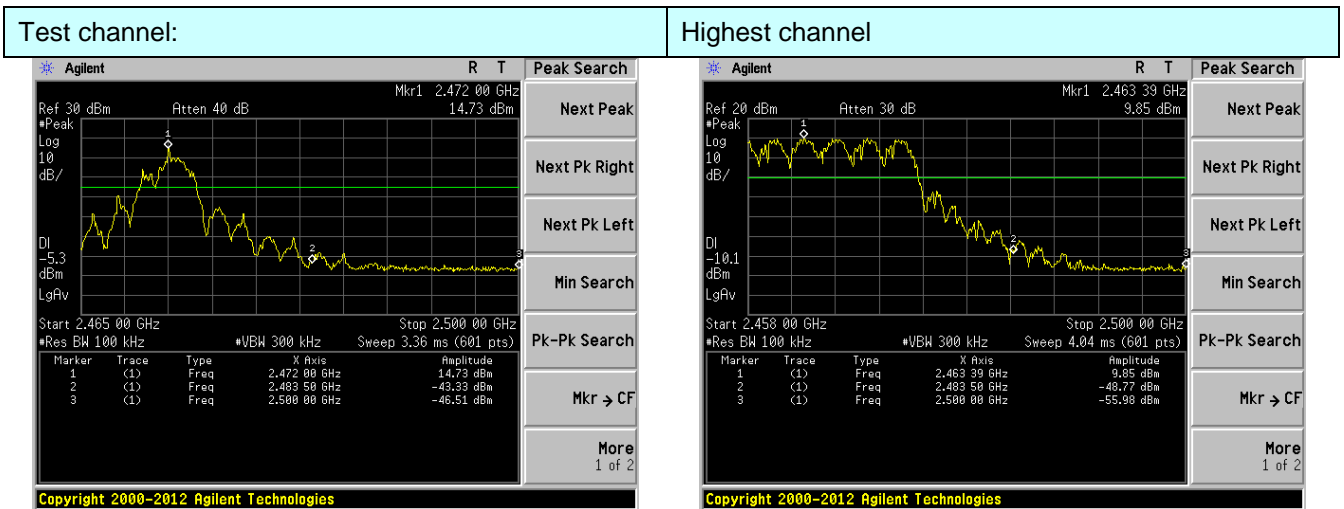 Test channel:
Highest channel
Agilent R T
Peak Search
Mkr1 2.472 00 GHz
Ref 30 dBm Atten 40 dB 14.73 dBm
#Peak
Log
10
dB/
1
2
3
DI
-5.3
dBm
LgAv
Start 2.465 00 GHz Stop 2.500 00 GHz
#Res BW 100 kHz #VBW 300 kHz Sweep 3.36 ms (601 pts)
Marker Trace Type X Axis Amplitude
1 (1) Freq 2.472 00 GHz 14.73 dBm
2 (1) Freq 2.483 50 GHz -43.33 dBm
3 (1) Freq 2.500 00 GHz -46.51 dBm
Next Peak
Next Pk Right
Next Pk Left
Min Search
Pk-Pk Search
Mkr → CF
More
1 of 2
Copyright 2000-2012 Agilent Technologies
Agilent R T
Peak Search
Mkr1 2.463 39 GHz
Ref 20 dBm Atten 30 dB 9.85 dBm
#Peak
Log
10
dB/
1
2
3
DI
-10.1
dBm
LgAv
Start 2.458 00 GHz Stop 2.500 00 GHz
#Res BW 100 kHz #VBW 300 kHz Sweep 4.04 ms (601 pts)
Marker Trace Type X Axis Amplitude
1 (1) Freq 2.463 39 GHz 9.85 dBm
2 (1) Freq 2.483 50 GHz -48.77 dBm
3 (1) Freq 2.500 00 GHz -55.98 dBm
Next Peak
Next Pk Right
Next Pk Left
Min Search
Pk-Pk Search
Mkr → CF
More
1 of 2
Copyright 2000-2012 Agilent Technologies